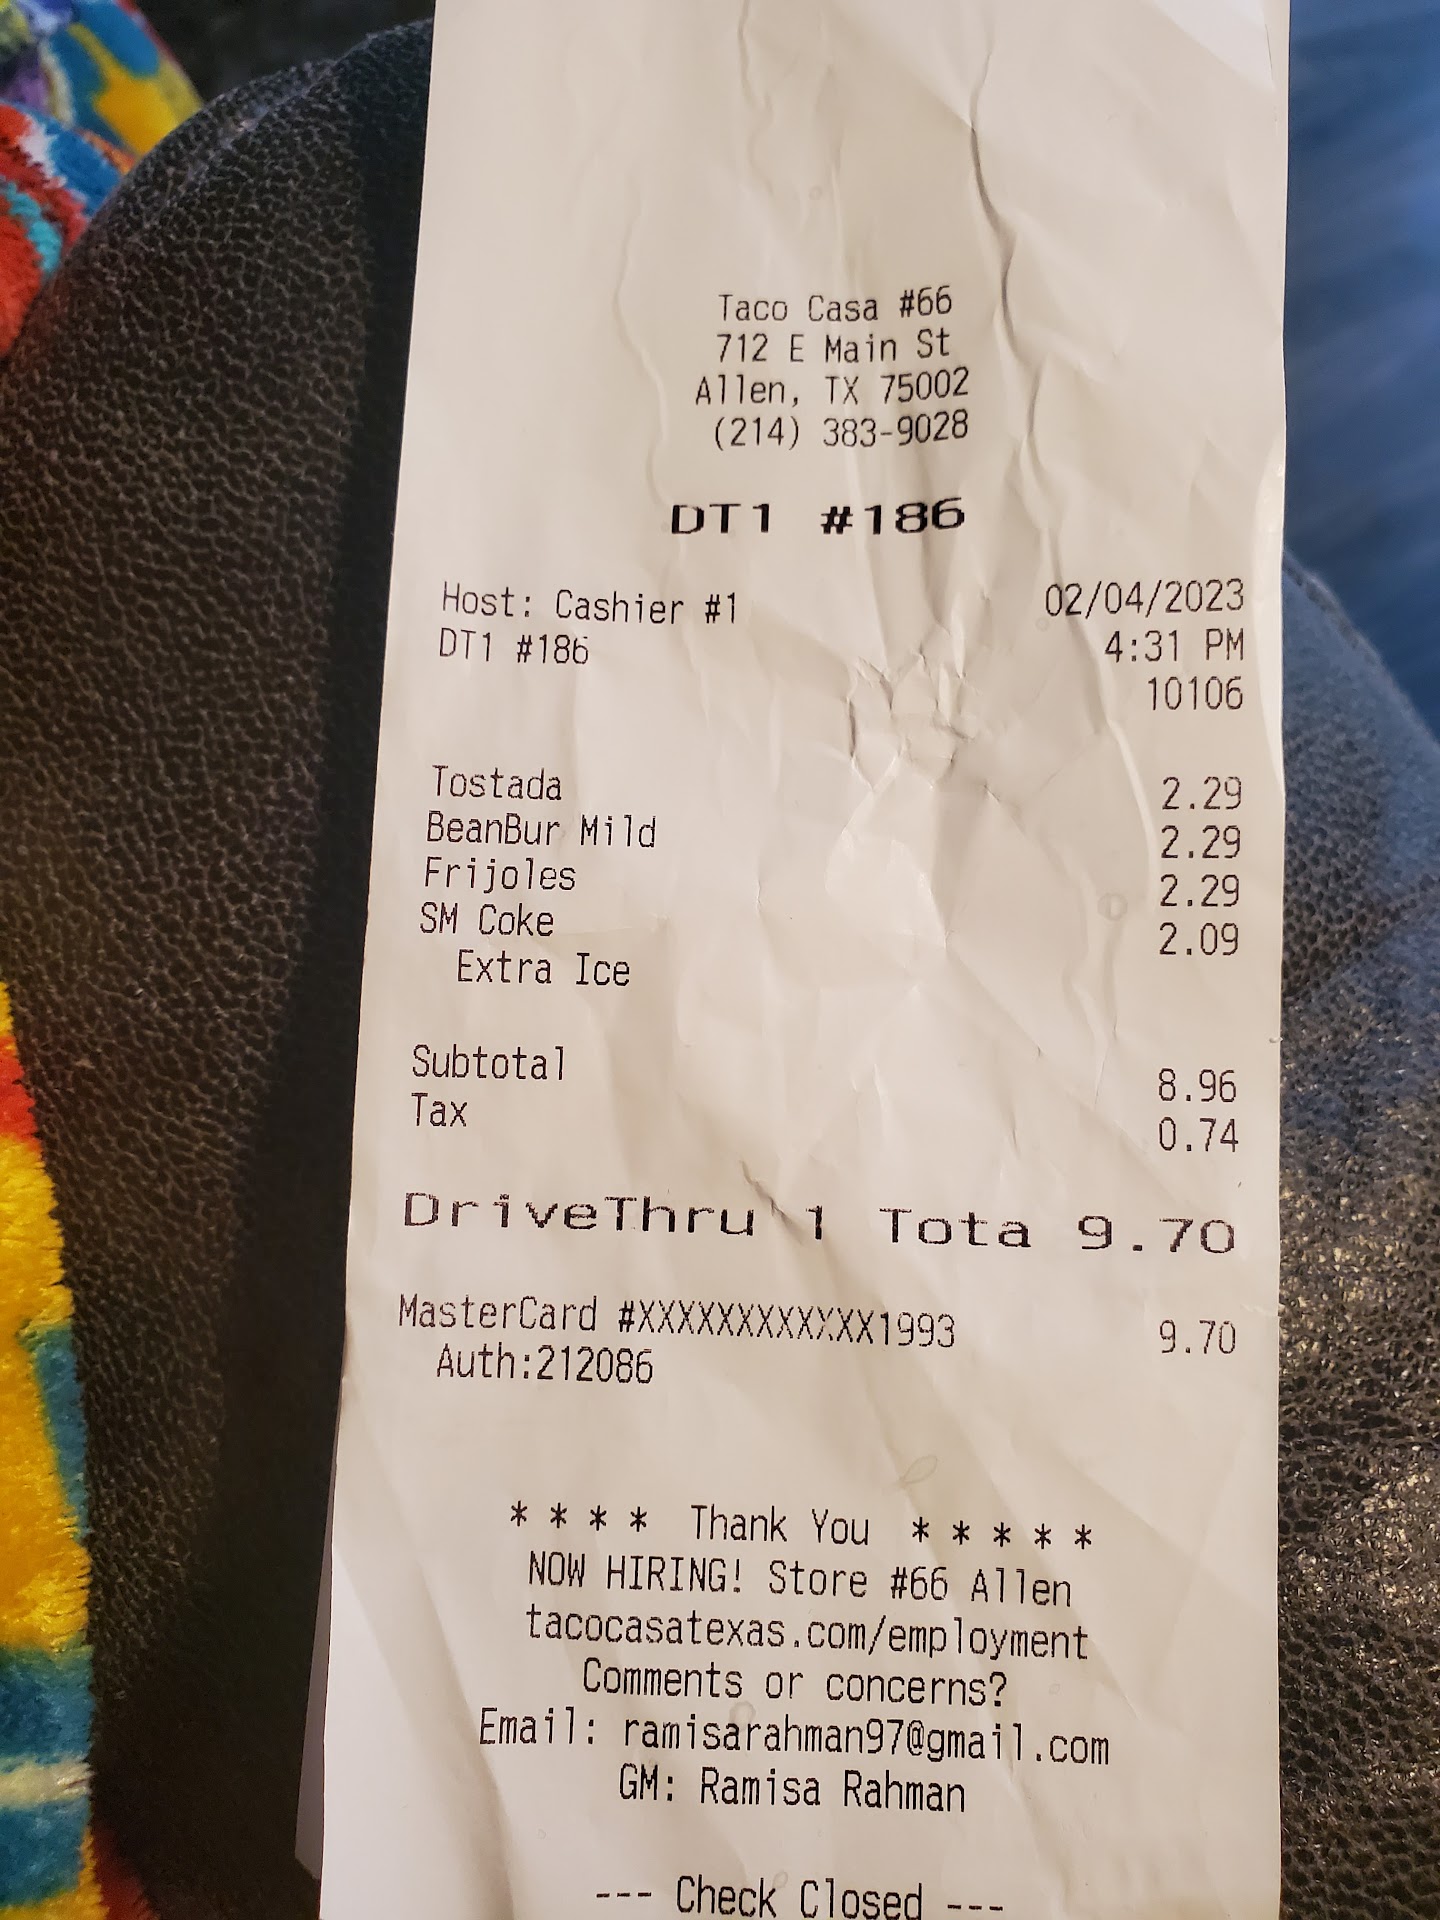 Taco Casa #66
712 E Main St
Allen, TX 75002
(214) 383-9028
DT1 #186
Host: Cashier #1 02/04/2023
DT1 #186 4:31 PM
10106
Tostada 2.29
BeanBur Mild 2.29
Frijoles 2.29
SM Coke 2.09
Extra Ice
Subtotal 8.96
Tax 0.74
DriveThru 1 Tota 9.70
MasterCard #XXXXXXXXXXXX1993 9.70
Auth:212086
* * * * Thank You * * * * *
NOW HIRING! Store #66 Allen
tacocasatexas.com/employment
Comments or concerns?
Email: ramisarahman97@gmail.com
GM: Ramisa Rahman
--- Check Closed ---